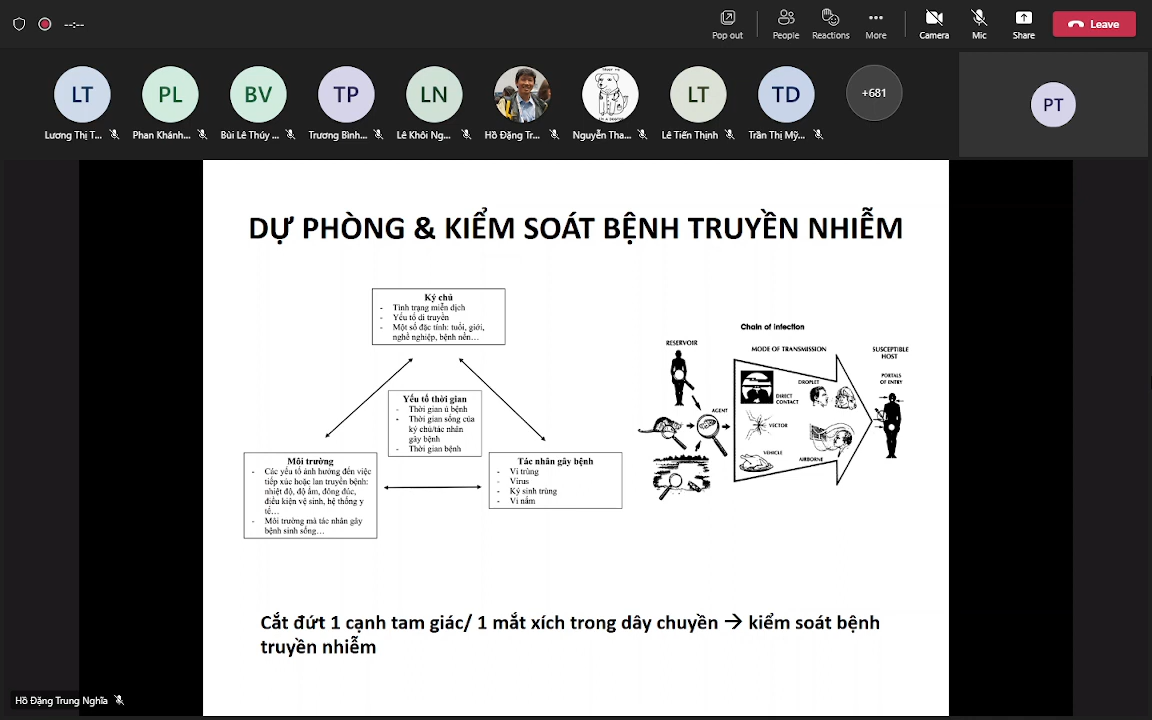 --:--
Pop out
People
Reactions
More
Camera
Mic
Share
Leave
LT
PL
BV
TP
LN
LT
TD
+681
PT
Lương Thị T...
Phan Khánh...
Bùi Lê Thúy ...
Trương Bình...
Lê Khôi Ng...
Hồ Đặng Tr...
Nguyễn Tha...
Lê Tiến Thịnh
Trần Thị Mỹ...
DỰ PHÒNG & KIỂM SOÁT BỆNH TRUYỀN NHIỄM
Ký chủ
- Tình trạng miễn dịch
- Yếu tố di truyền
- Một số đặc tính: tuổi, giới,
nghề nghiệp, bệnh nền…
Yếu tố thời gian
- Thời gian ủ bệnh
- Thời gian sống của
ký chủ/tác nhân
gây bệnh
- Thời gian bệnh
Môi trường
- Các yếu tố ảnh hưởng đến việc
tiếp xúc hoặc lan truyền bệnh:
nhiệt độ, độ ẩm, đông đúc,
điều kiện vệ sinh, hệ thống y
tế…
- Môi trường mà tác nhân gây
bệnh sinh sống…
Tác nhân gây bệnh
- Vi trùng
- Virus
- Ký sinh trùng
- Vi nấm
Chain of infection
RESERVOIR
MODE OF TRANSMISSION
SUSCEPTIBLE
HOST
PORTALS
OF ENTRY
AGENT
DIRECT
CONTACT
DROPLET
VECTOR
VEHICLE
AIRBORNE
Cắt đứt 1 cạnh tam giác/ 1 mắt xích trong dây chuyền → kiểm soát bệnh
truyền nhiễm
Hồ Đặng Trung Nghĩa